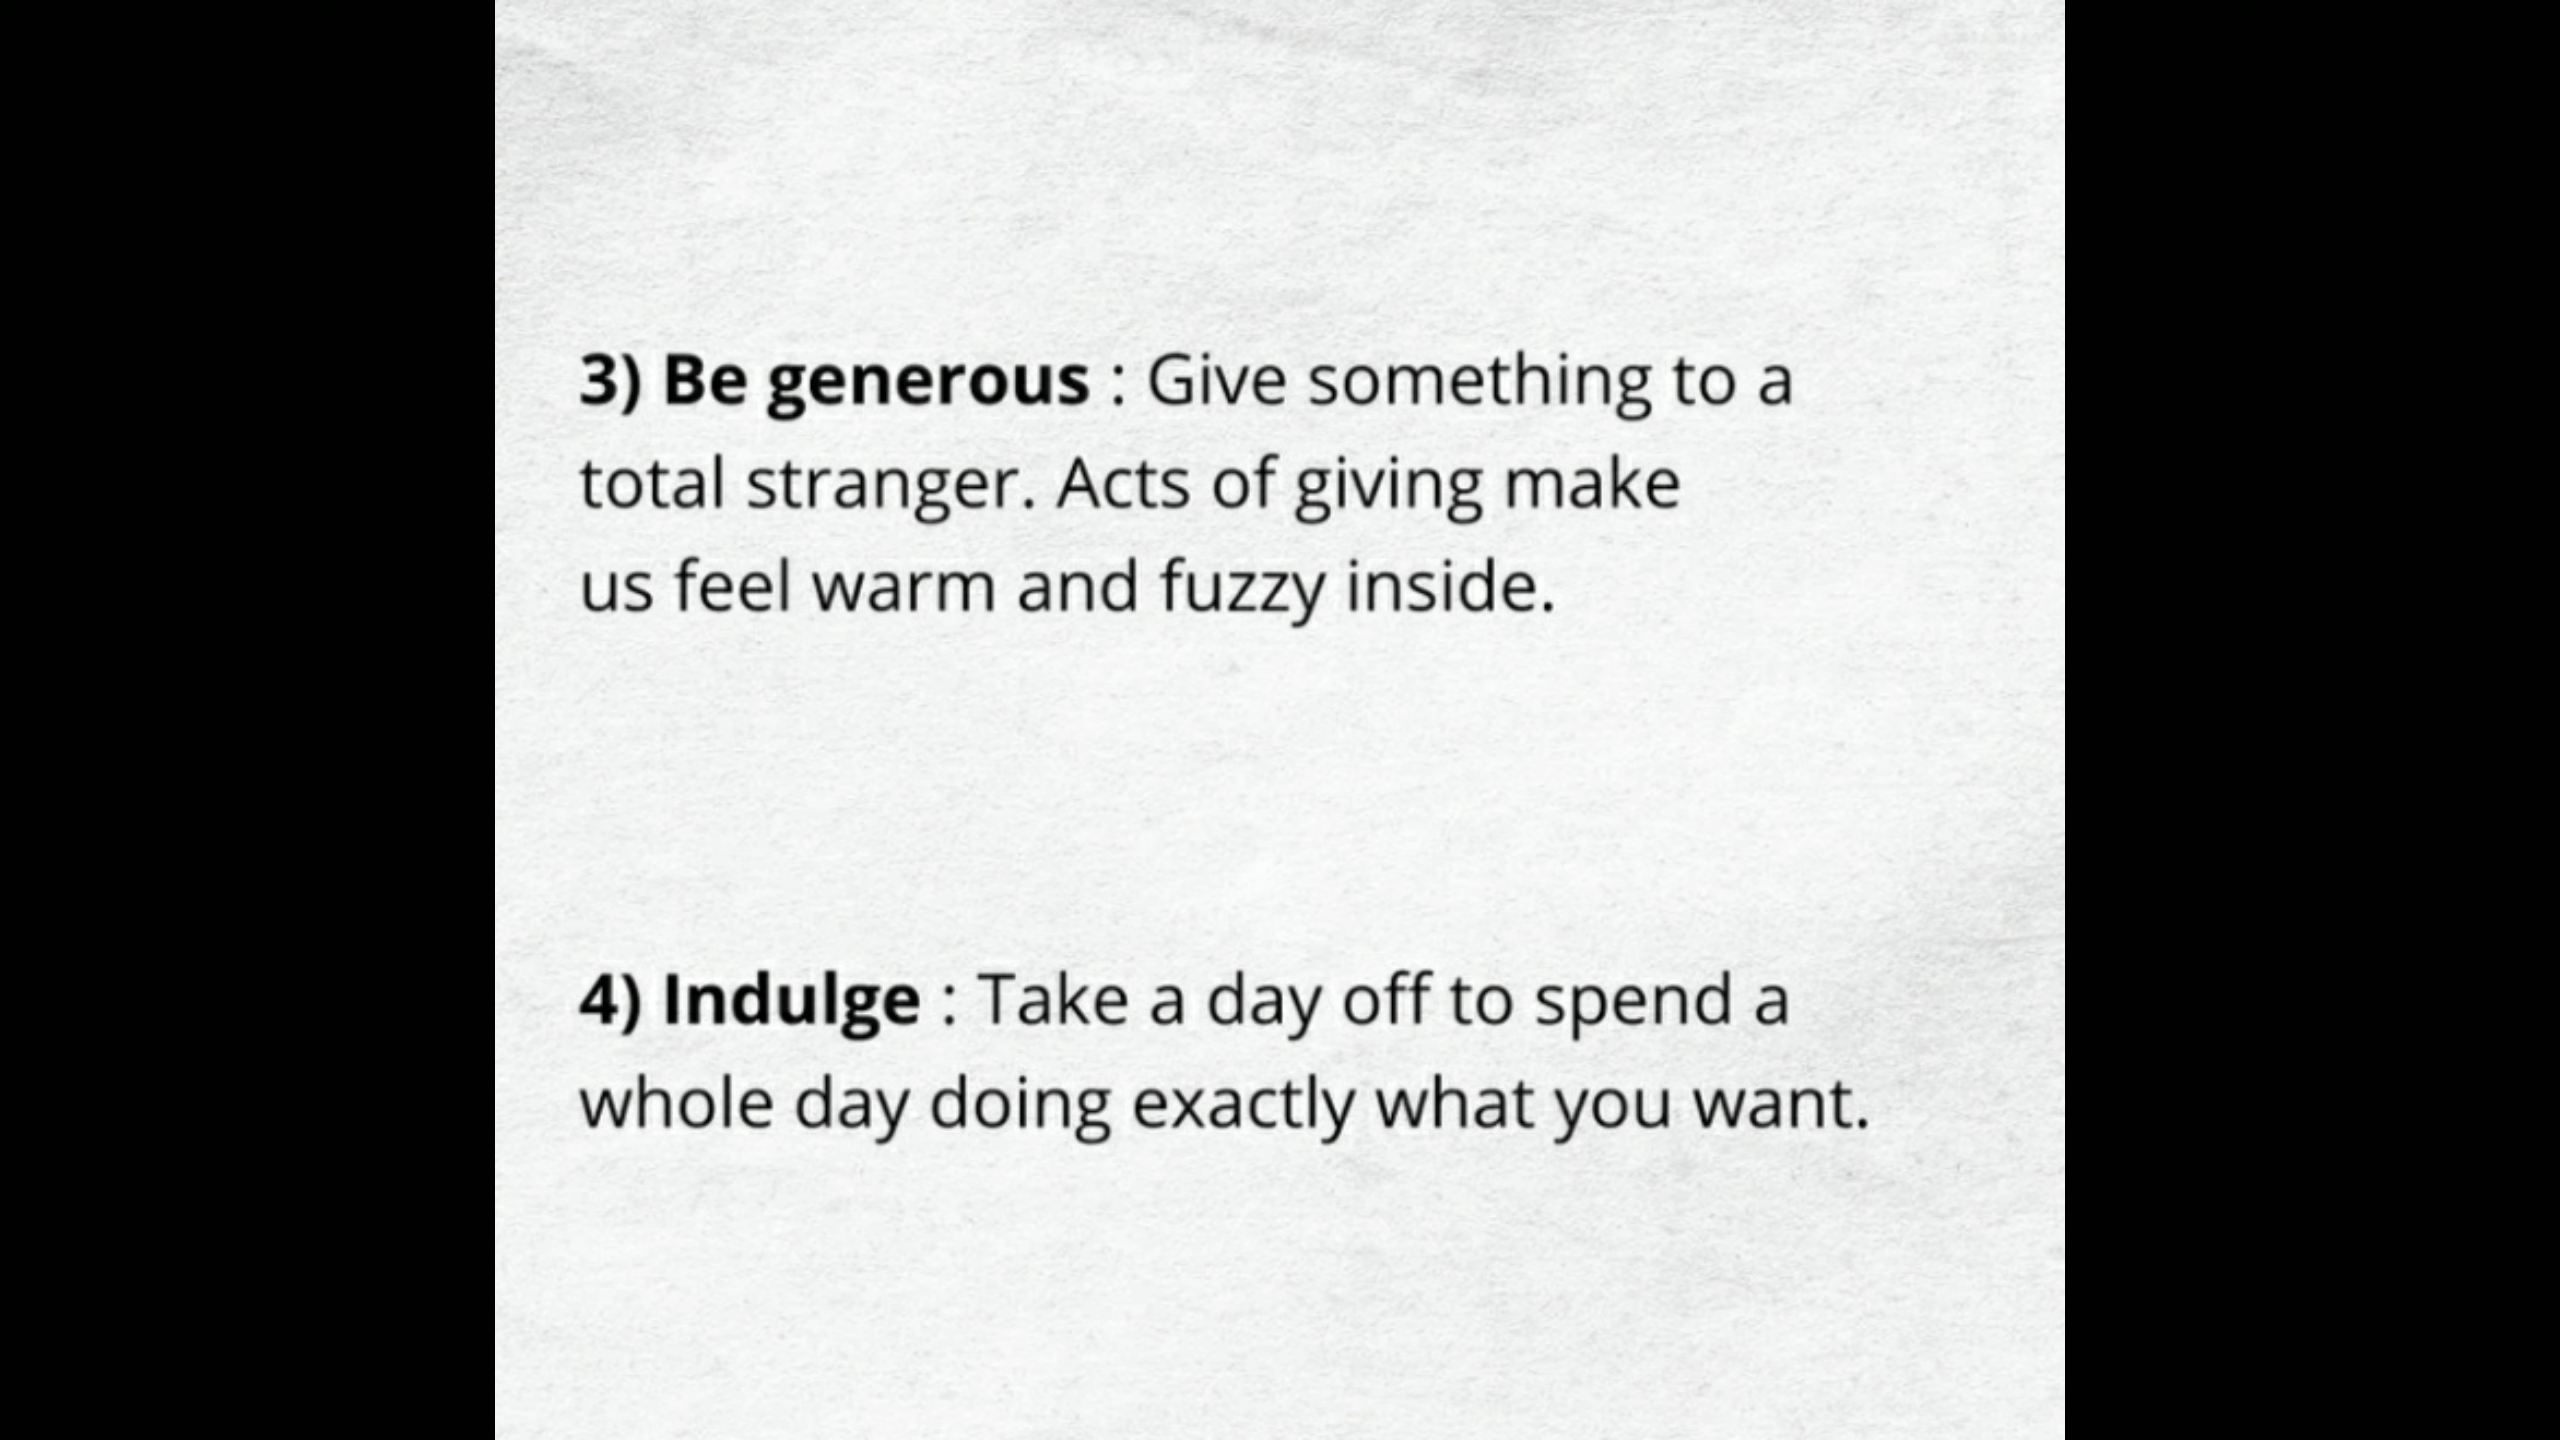 3) Be generous : Give something to a
total stranger. Acts of giving make
us feel warm and fuzzy inside.
4) Indulge : Take a day off to spend a
whole day doing exactly what you want.